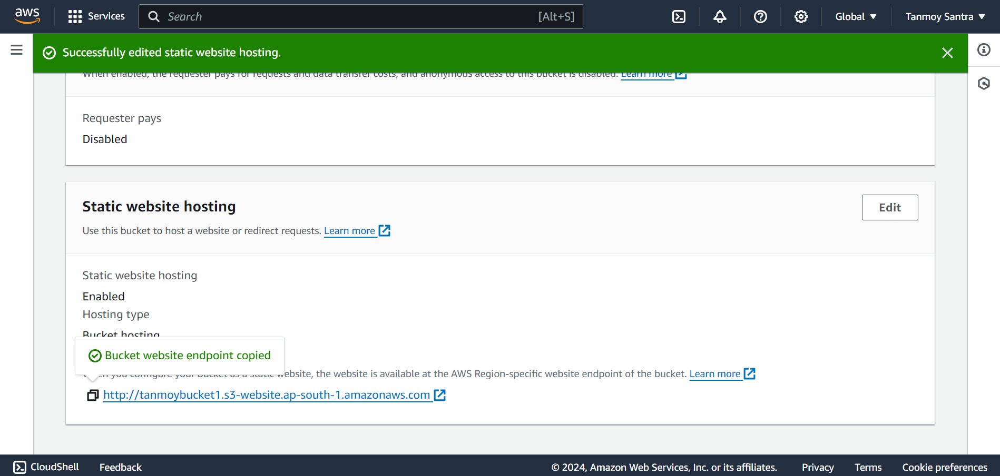 aws Services Search [Alt+S] Global Tanmoy Santra
Successfully edited static website hosting.
When enabled, the requester pays for requests and data transfer costs, and anonymous access to this bucket is disabled. Learn more
Requester pays
Disabled
Static website hosting
Edit
Use this bucket to host a website or redirect requests. Learn more
Static website hosting
Enabled
Hosting type
Bucket hosting
Bucket website endpoint copied
you configure your bucket as a static website, the website is available at the AWS Region-specific website endpoint of the bucket. Learn more
http://tanmoybucket1.s3-website.ap-south-1.amazonaws.com
CloudShell Feedback © 2024, Amazon Web Services, Inc. or its affiliates. Privacy Terms Cookie preferences